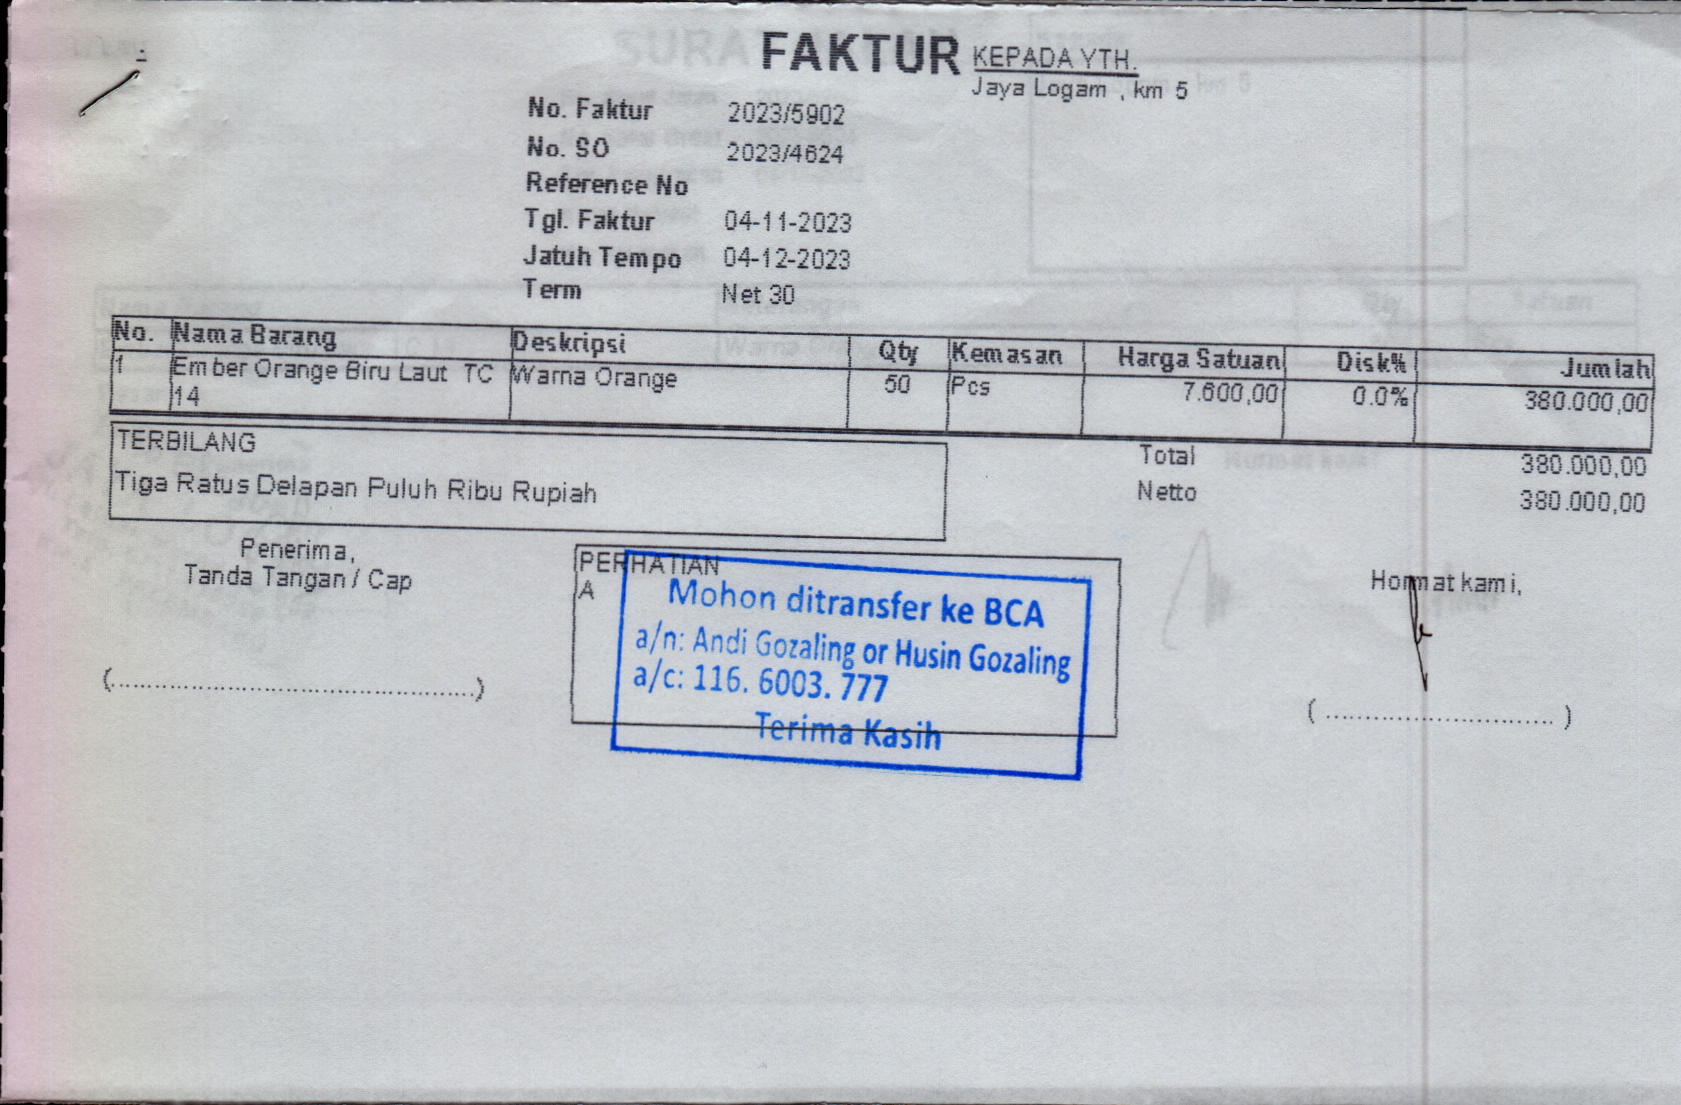 FAKTUR
KEPADA YTH.
Jaya Logam , km 5
No. Faktur 2023/5902
No. SO 2023/4624
Reference No
Tgl. Faktur 04-11-2023
Jatuh Tempo 04-12-2023
Term Net 30
No. Nama Barang Deskripsi Qty Kemasan Harga Satuan Disk% Jumlah
1 Ember Orange Biru Laut TC Warna Orange 50 Pcs 7.600,00 0.0% 380.000,00
14
TERBILANG
Tiga Ratus Delapan Puluh Ribu Rupiah
Total 380.000,00
Netto 380.000,00
Penerima,
Tanda Tangan / Cap
(................................................)
PERHATIAN
A
Mohon ditransfer ke BCA
a/n: Andi Gozaling or Husin Gozaling
a/c: 116. 6003. 777
Terima Kasih
Hormat kami,
( .............................. )